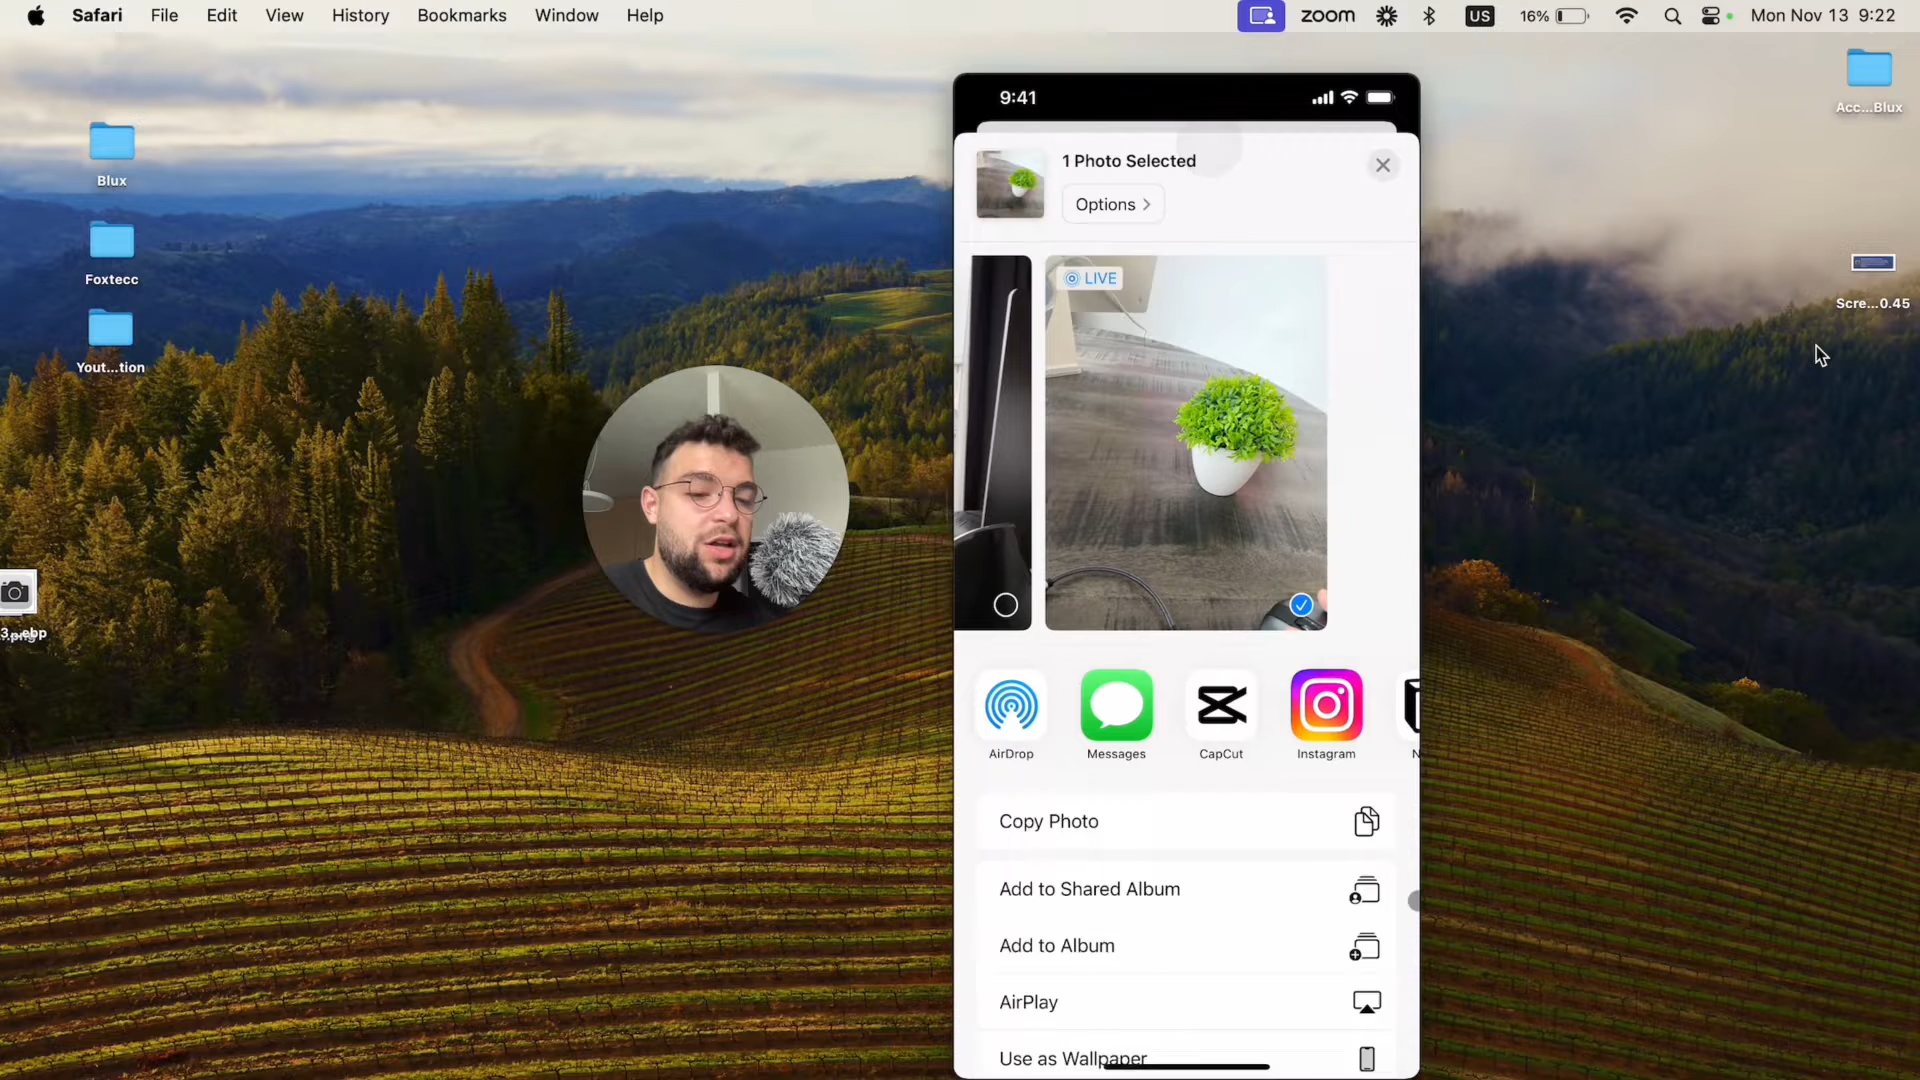 Safari File Edit View History Bookmarks Window Help
zoom US 16% Mon Nov 13 9:22
Blux
Foxtecc
Yout...tion
Acc...Blux
Scre...0.45
9:41
1 Photo Selected
Options
LIVE
AirDrop
Messages
CapCut
Instagram
Copy Photo
Add to Shared Album
Add to Album
AirPlay
Use as Wallpaper